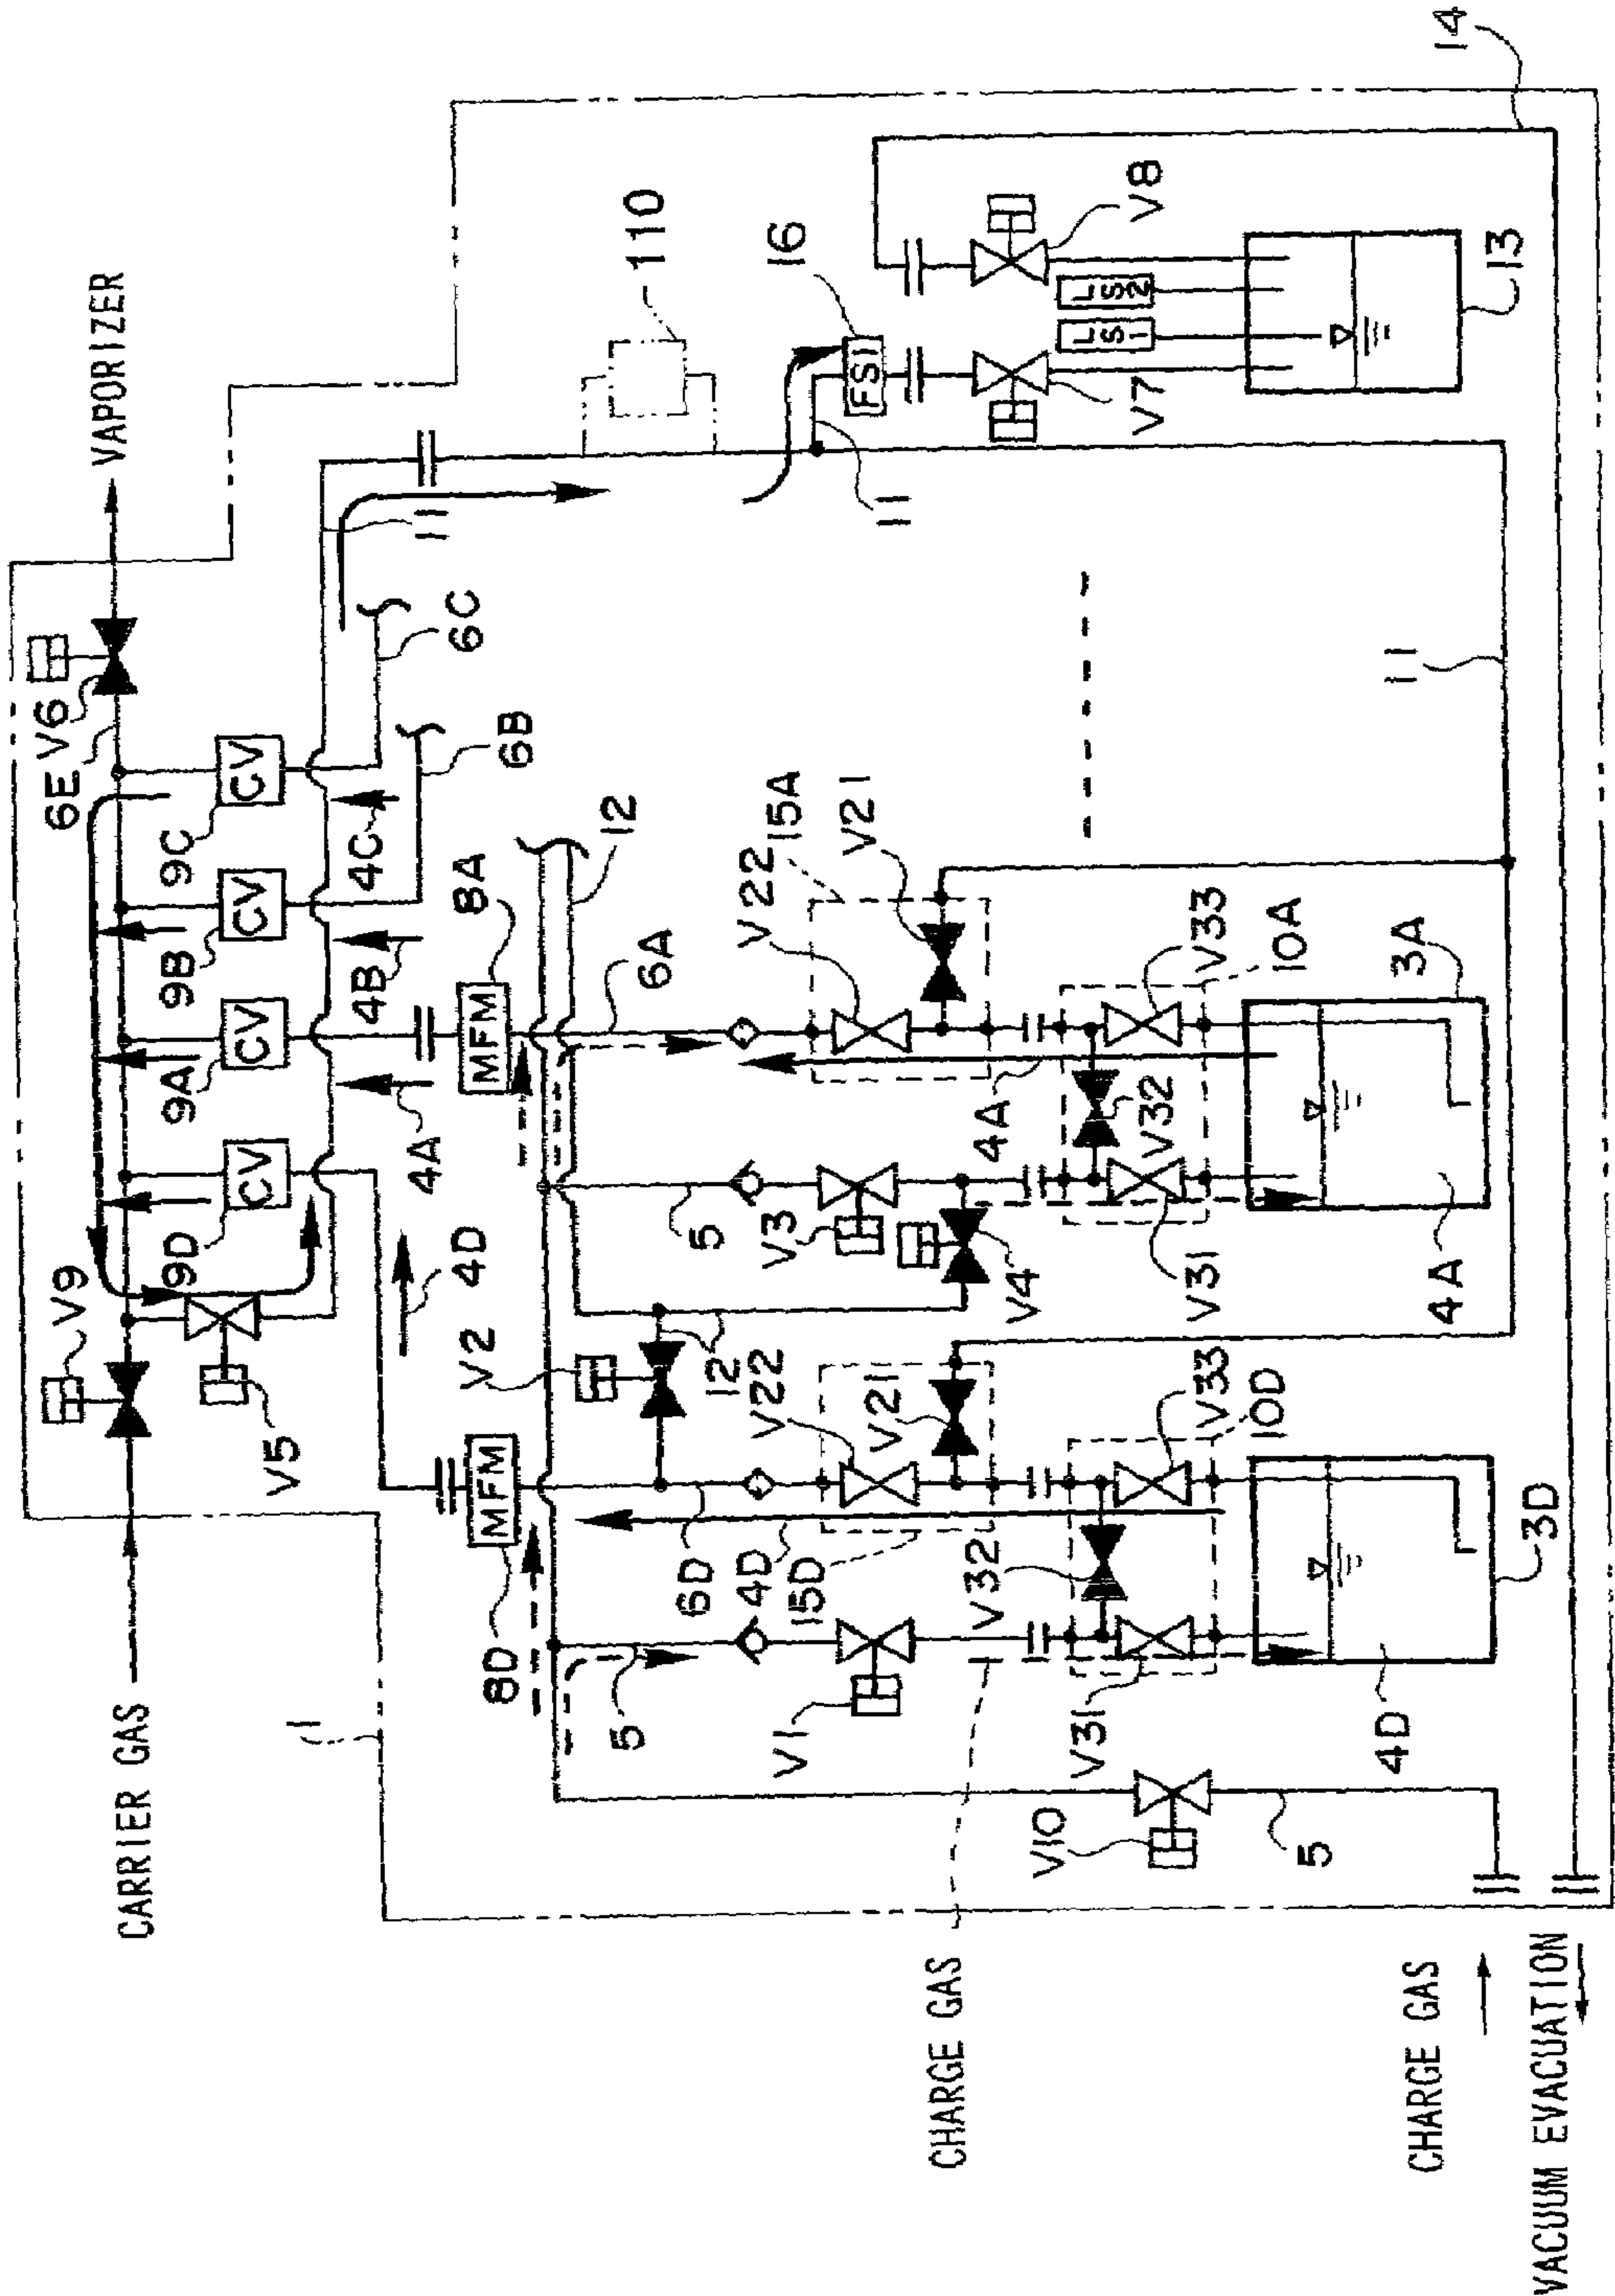 CARRIER GAS
VAPORIZER
V9
V5
9D
9A
9B
9C
6E
V6
CV
CV
CV
CV
4D
4A
4B
4C
6B
6C
11
110
16
FS1
11
V7
V8
LS1
LS2
13
14
1
8D
MFM
V2
8A
MFM
12
12
5
V1
6D
4D
15D
V22
V21
V32
V31
V33
10D
3D
4D
5
V3
V4
6A
V22
15A
V21
4A
V32
V31
V33
10A
3A
4A
11
V10
5
CHARGE GAS
CHARGE GAS
VACUUM EVACUATION